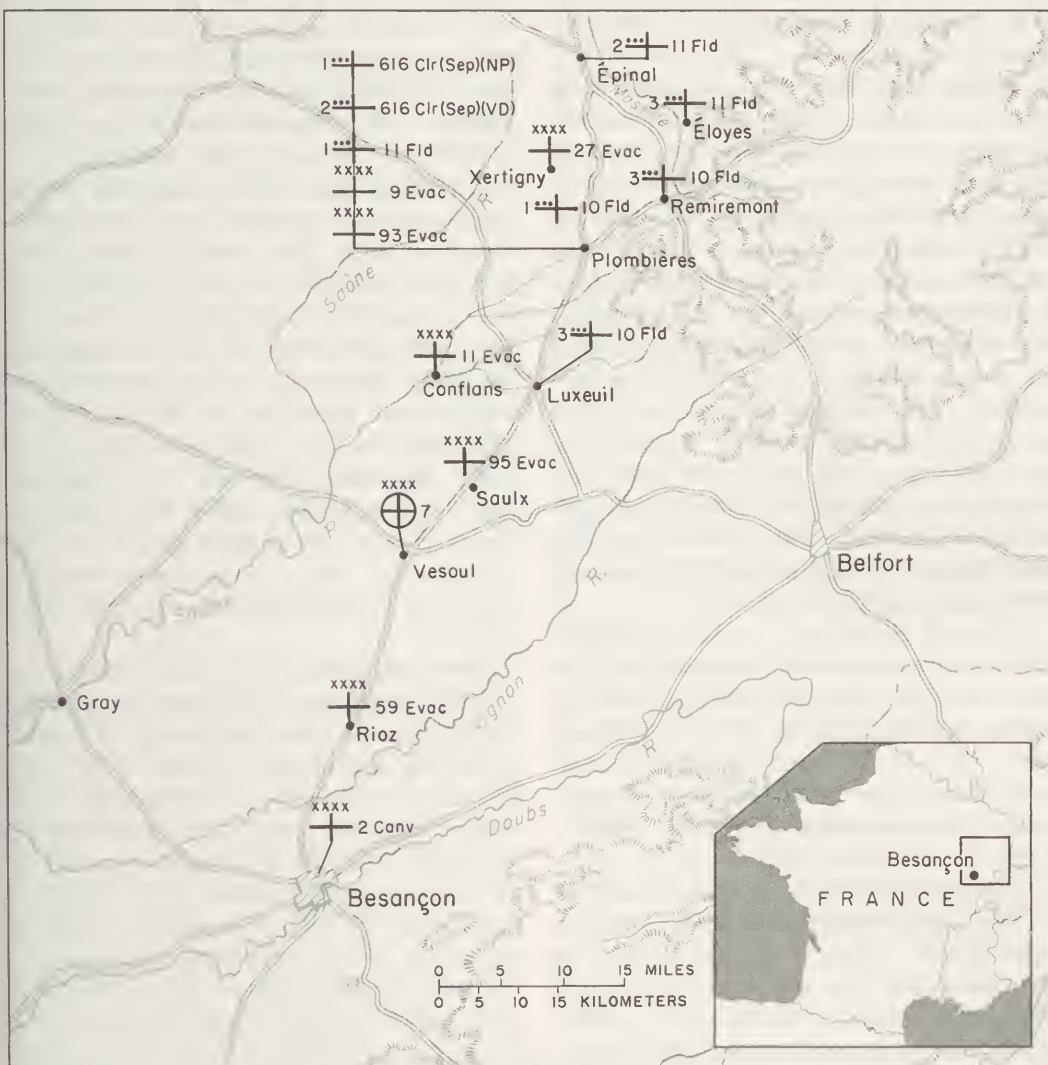 2 11 Fld
Épinal
1 616 Clr (Sep)(NP)
2 616 Clr (Sep)(VD)
1 11 Fld
xxxx
9 Evac
xxxx
93 Evac
Moselle
3 11 Fld
Éloyes
xxxx
27 Evac
Xertigny
3 10 Fld
Remiremont
1 10 Fld
R
Plombières
Saône
xxxx
11 Evac
Conflans
3 10 Fld
Luxeuil
xxxx
95 Evac
Saulx
xxxx
7
Vesoul
R
Saône
R.
Belfort
Gray
xxxx
59 Evac
Rioz
Ognon
R
xxxx
2 Conv
Doubs
Besançon
0 5 10 15 MILES
0 5 10 15 KILOMETERS
Besançon
FRANCE